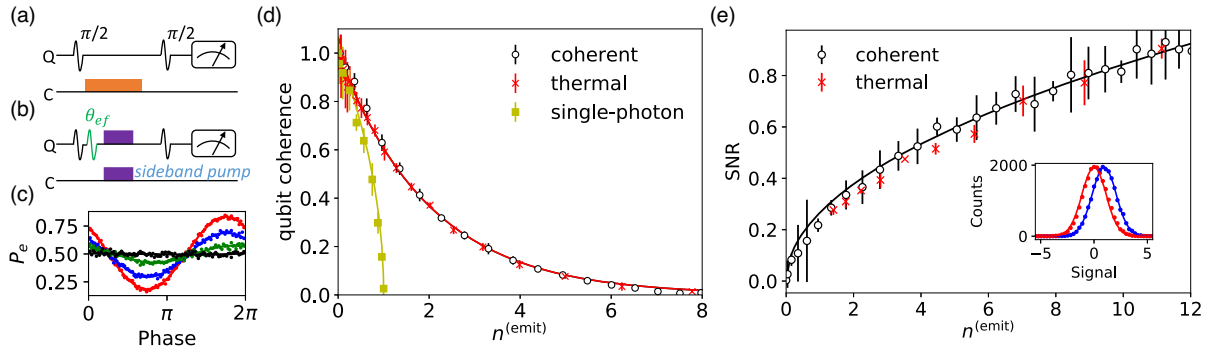 (a)
π/2
π/2
Q
C
(b)
θ_ef
Q
C
sideband pump
(c)
P_e
0.75
0.50
0.25
0
π
2π
Phase
(d)
qubit coherence
1.0
0.8
0.6
0.4
0.2
0.0
coherent
thermal
single-photon
0
2
4
6
8
n^(emit)
(e)
SNR
0.8
0.6
0.4
0.2
0.0
coherent
thermal
2000
0
Counts
−5
0
5
Signal
0
2
4
6
8
10
12
n^(emit)